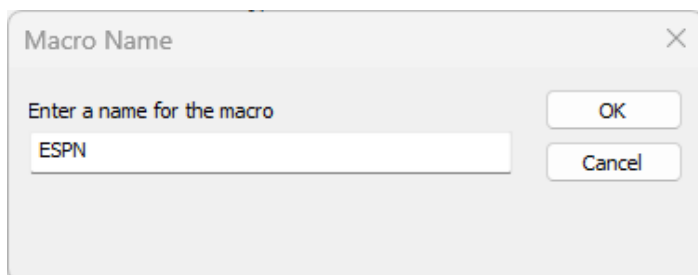 Macro Name
Enter a name for the macro
OK
ESPN
Cancel